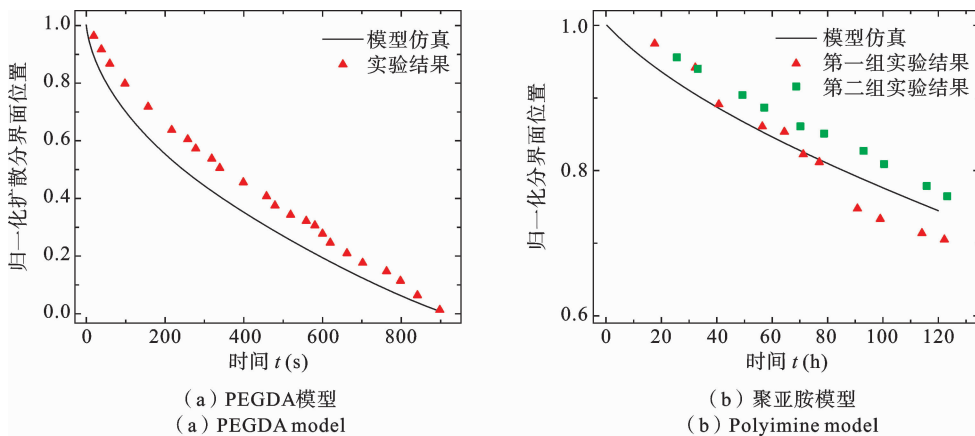 1.0
0.8
0.6
0.4
0.2
0.0
归一化扩散分界面位置
模型仿真
实验结果
0 200 400 600 800
时间 t (s)
(a) PEGDA模型
(a) PEGDA model
1.0
0.8
0.6
归一化分界面位置
模型仿真
第一组实验结果
第二组实验结果
0 20 40 60 80 100 120
时间 t (h)
(b) 聚亚胺模型
(b) Polyimine model